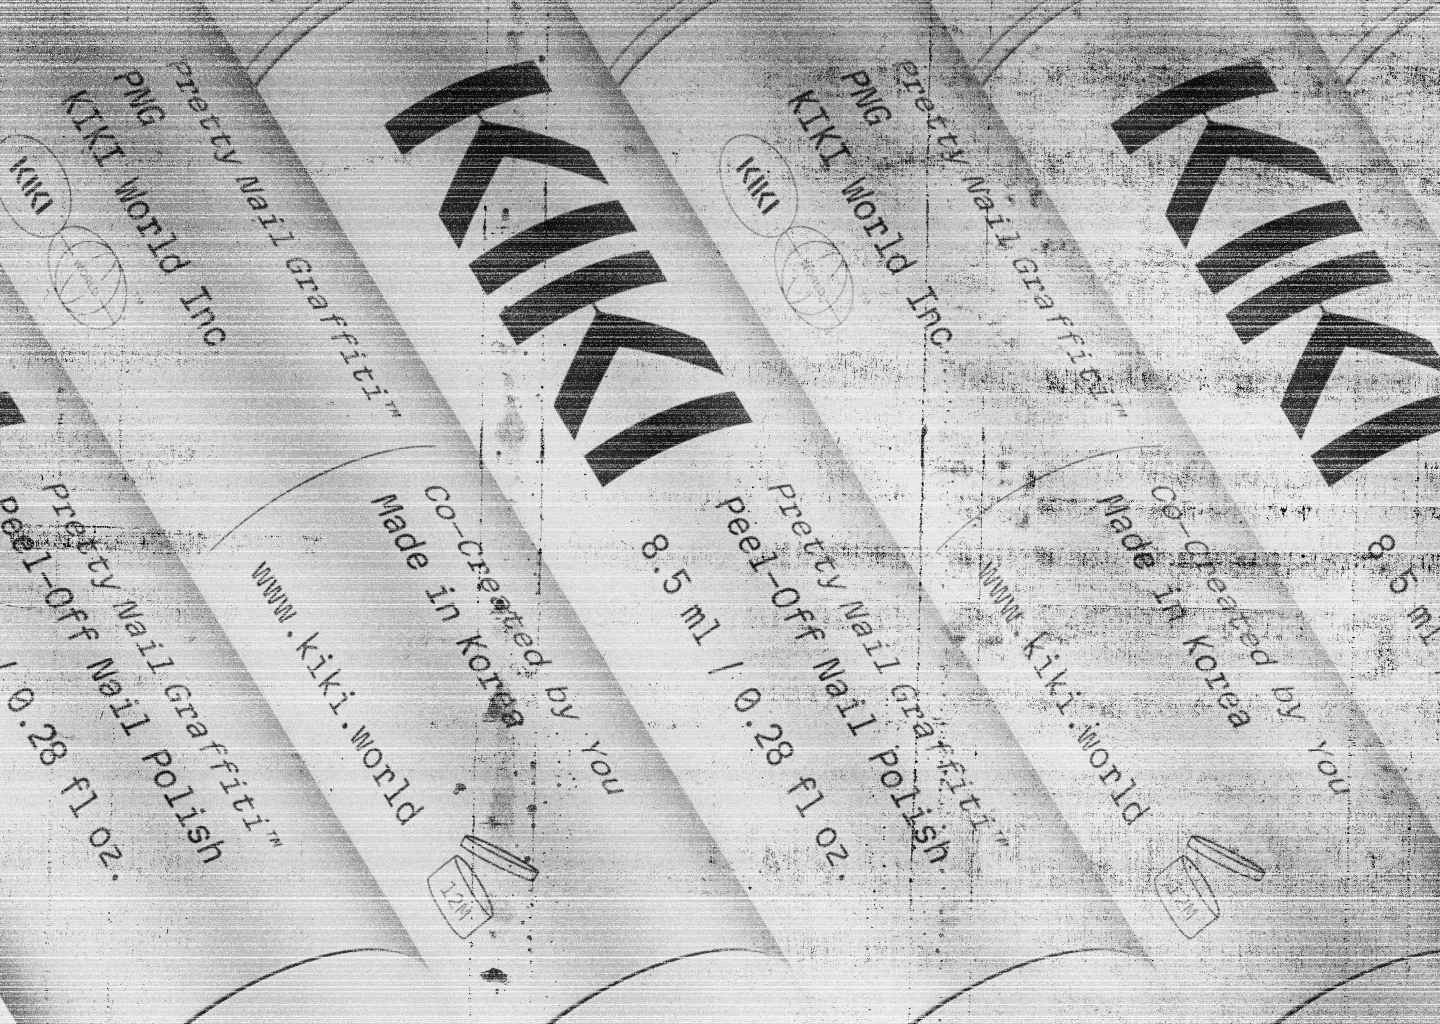 Pretty Nail Graffiti™
PNG
KIKI World Inc
KIKI
WORLD
Pretty Nail Graffiti™
Peel-Off Nail Polish
/ 0.28 fl oz.
KIKI
Co-Created by You
Made in Korea
www.kiki.world
12M
8.5 ml / 0.28 fl oz.
Pretty Nail Graffiti™
Peel-Off Nail Polish
Pretty Nail Graffiti™
PNG
KIKI World Inc
KIKI
WORLD
KIKI
Co-Created by You
Made in Korea
www.kiki.world
12M
8.5 ml